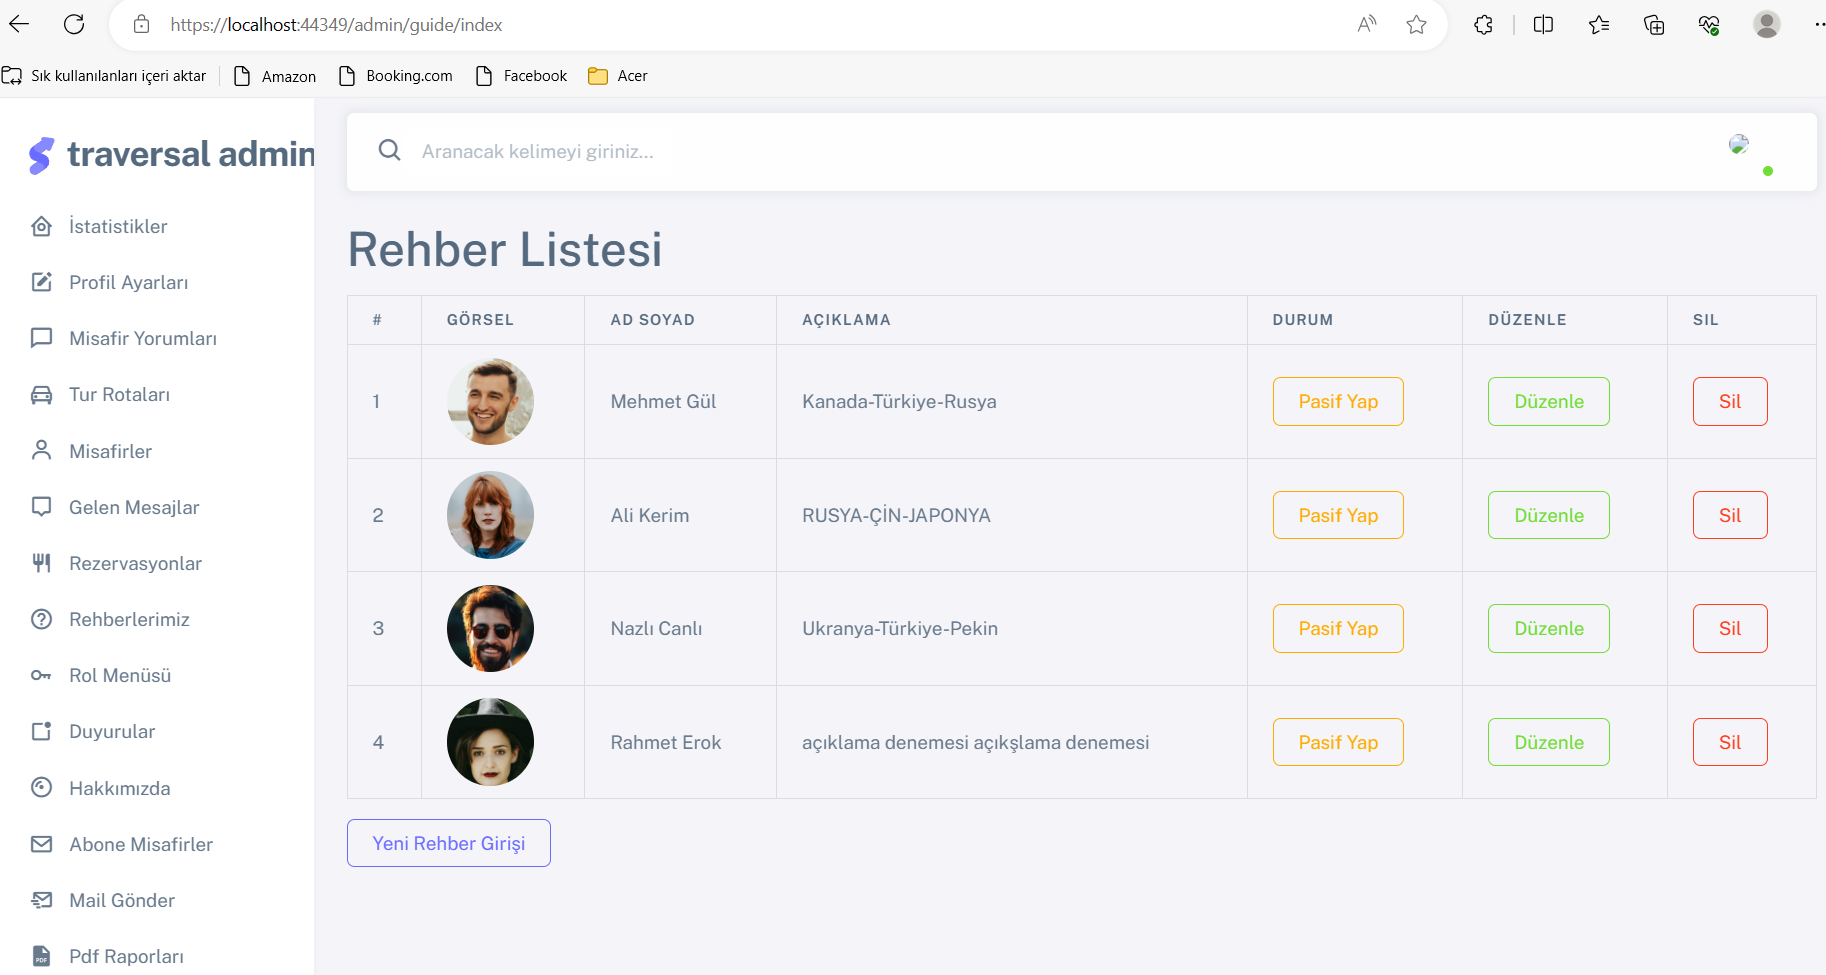 https://localhost:44349/admin/guide/index
Sık kullanılanları içeri aktar
Amazon
Booking.com
Facebook
Acer
traversal admin
Aranacak kelimeyi giriniz...
İstatistikler
Profil Ayarları
Misafir Yorumları
Tur Rotaları
Misafirler
Gelen Mesajlar
Rezervasyonlar
Rehberlerimiz
Rol Menüsü
Duyurular
Hakkımızda
Abone Misafirler
Mail Gönder
Pdf Raporları
Rehber Listesi
# GÖRSEL AD SOYAD AÇIKLAMA DURUM DÜZENLE SIL
1 Mehmet Gül Kanada-Türkiye-Rusya Pasif Yap Düzenle Sil
2 Ali Kerim RUSYA-ÇİN-JAPONYA Pasif Yap Düzenle Sil
3 Nazlı Canlı Ukranya-Türkiye-Pekin Pasif Yap Düzenle Sil
4 Rahmet Erok açıklama denemesi açıkşlama denemesi Pasif Yap Düzenle Sil
Yeni Rehber Girişi